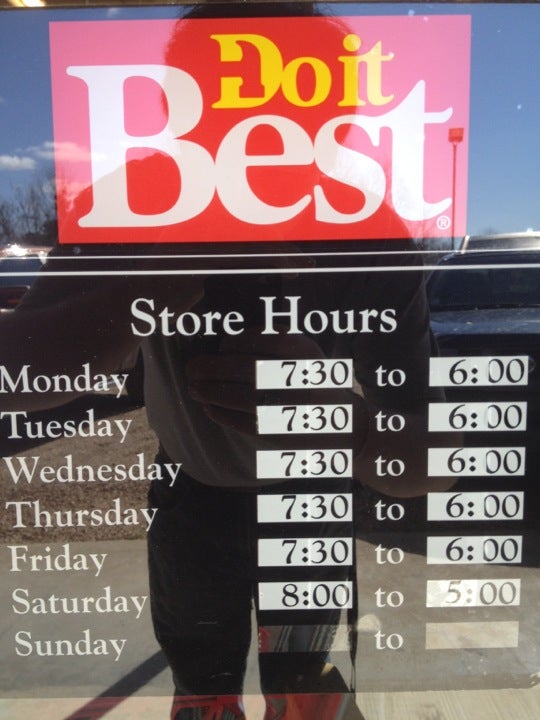 Do it
Best®
Store Hours
Monday 7:30 to 6:00
Tuesday 7:30 to 6:00
Wednesday 7:30 to 6:00
Thursday 7:30 to 6:00
Friday 7:30 to 6:00
Saturday 8:00 to 5:00
Sunday to